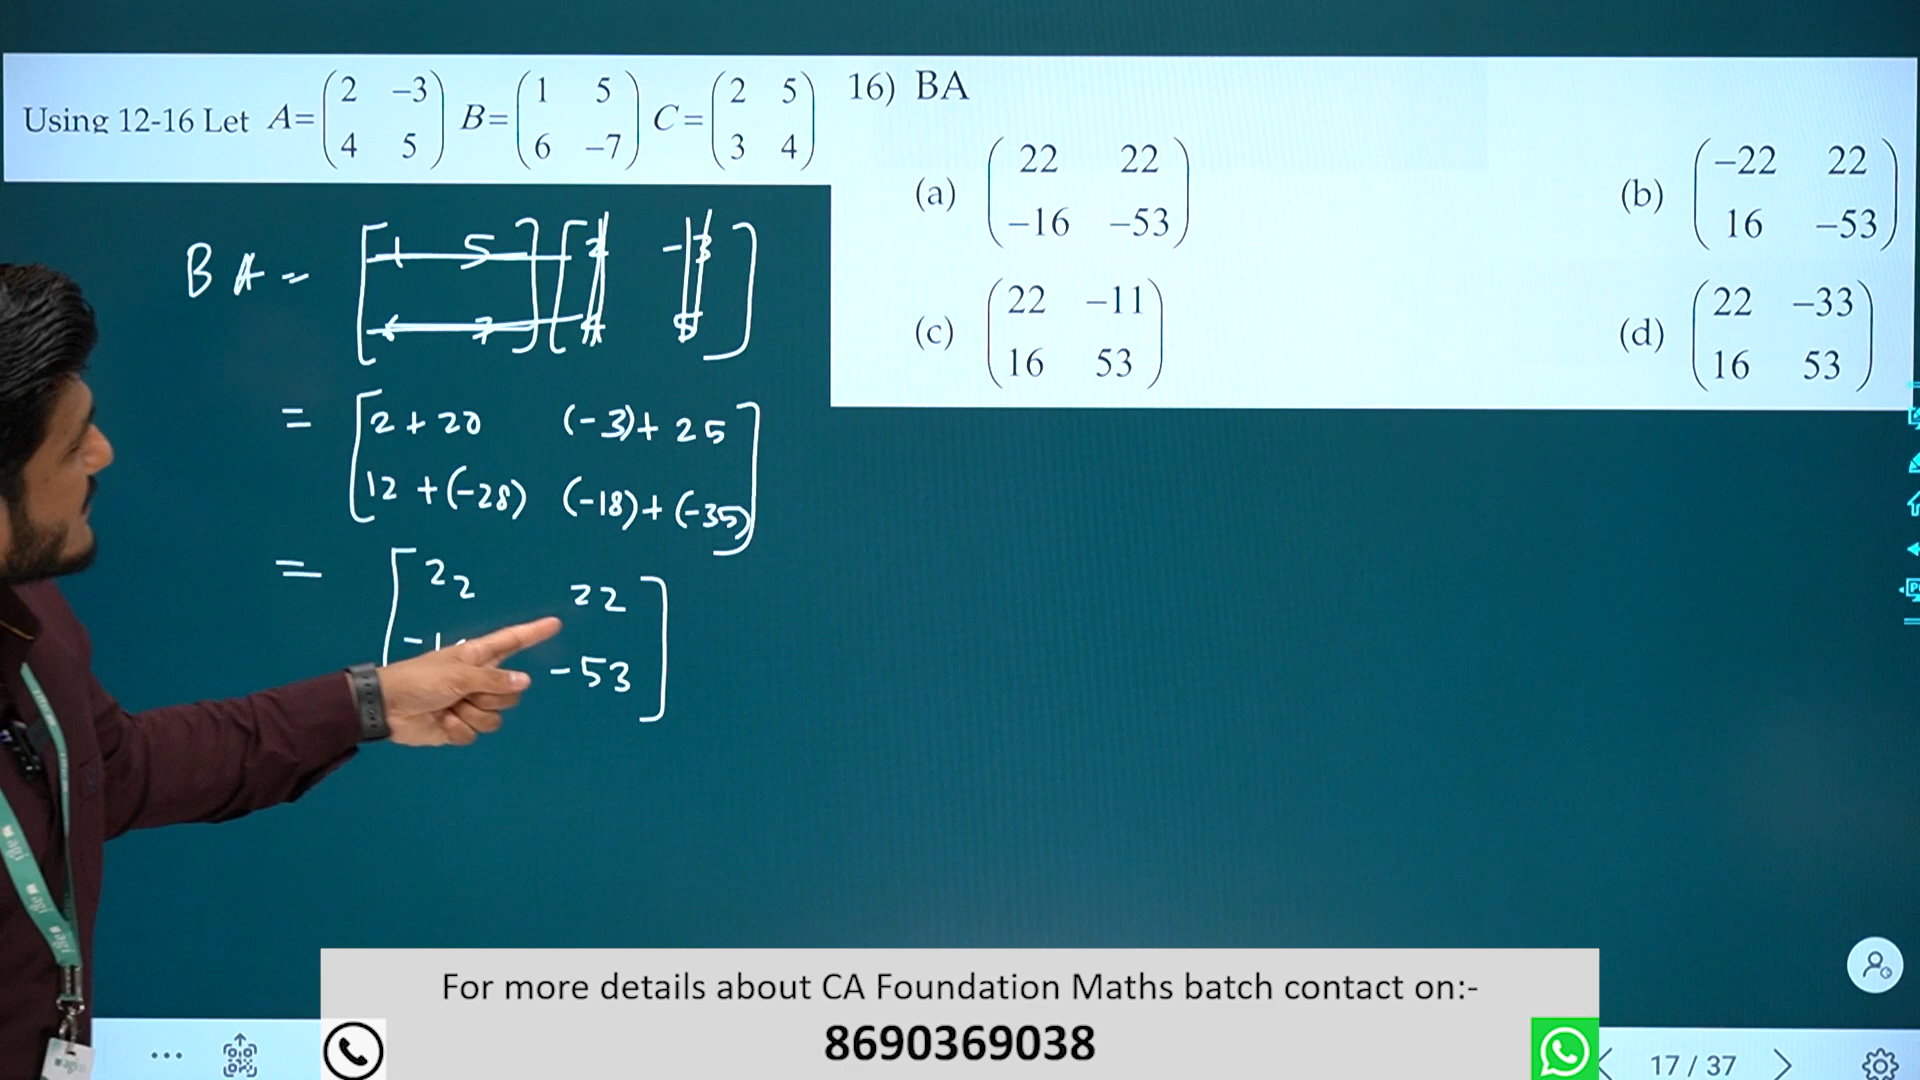 Using 12-16 Let A= (2 −3 / 4 5) B= (1 5 / 6 −7) C= (2 5 / 3 4)
16) BA
(a) (22 22 / −16 −53)
(b) (−22 22 / 16 −53)
(c) (22 −11 / 16 53)
(d) (22 −33 / 16 53)
BA =
[1 5] [2 -3]
7 4 5
= [2 + 20 (-3) + 25
12 + (-28) (-18) + (-35)]
= [22 22
-53]
For more details about CA Foundation Maths batch contact on:-
8690369038
17 / 37